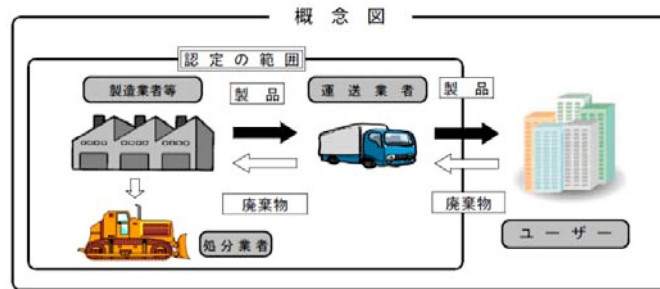 概念図
認定の範囲
製造業者等
製品
運送業者
製品
廃棄物
廃棄物
処分業者
ユーザー